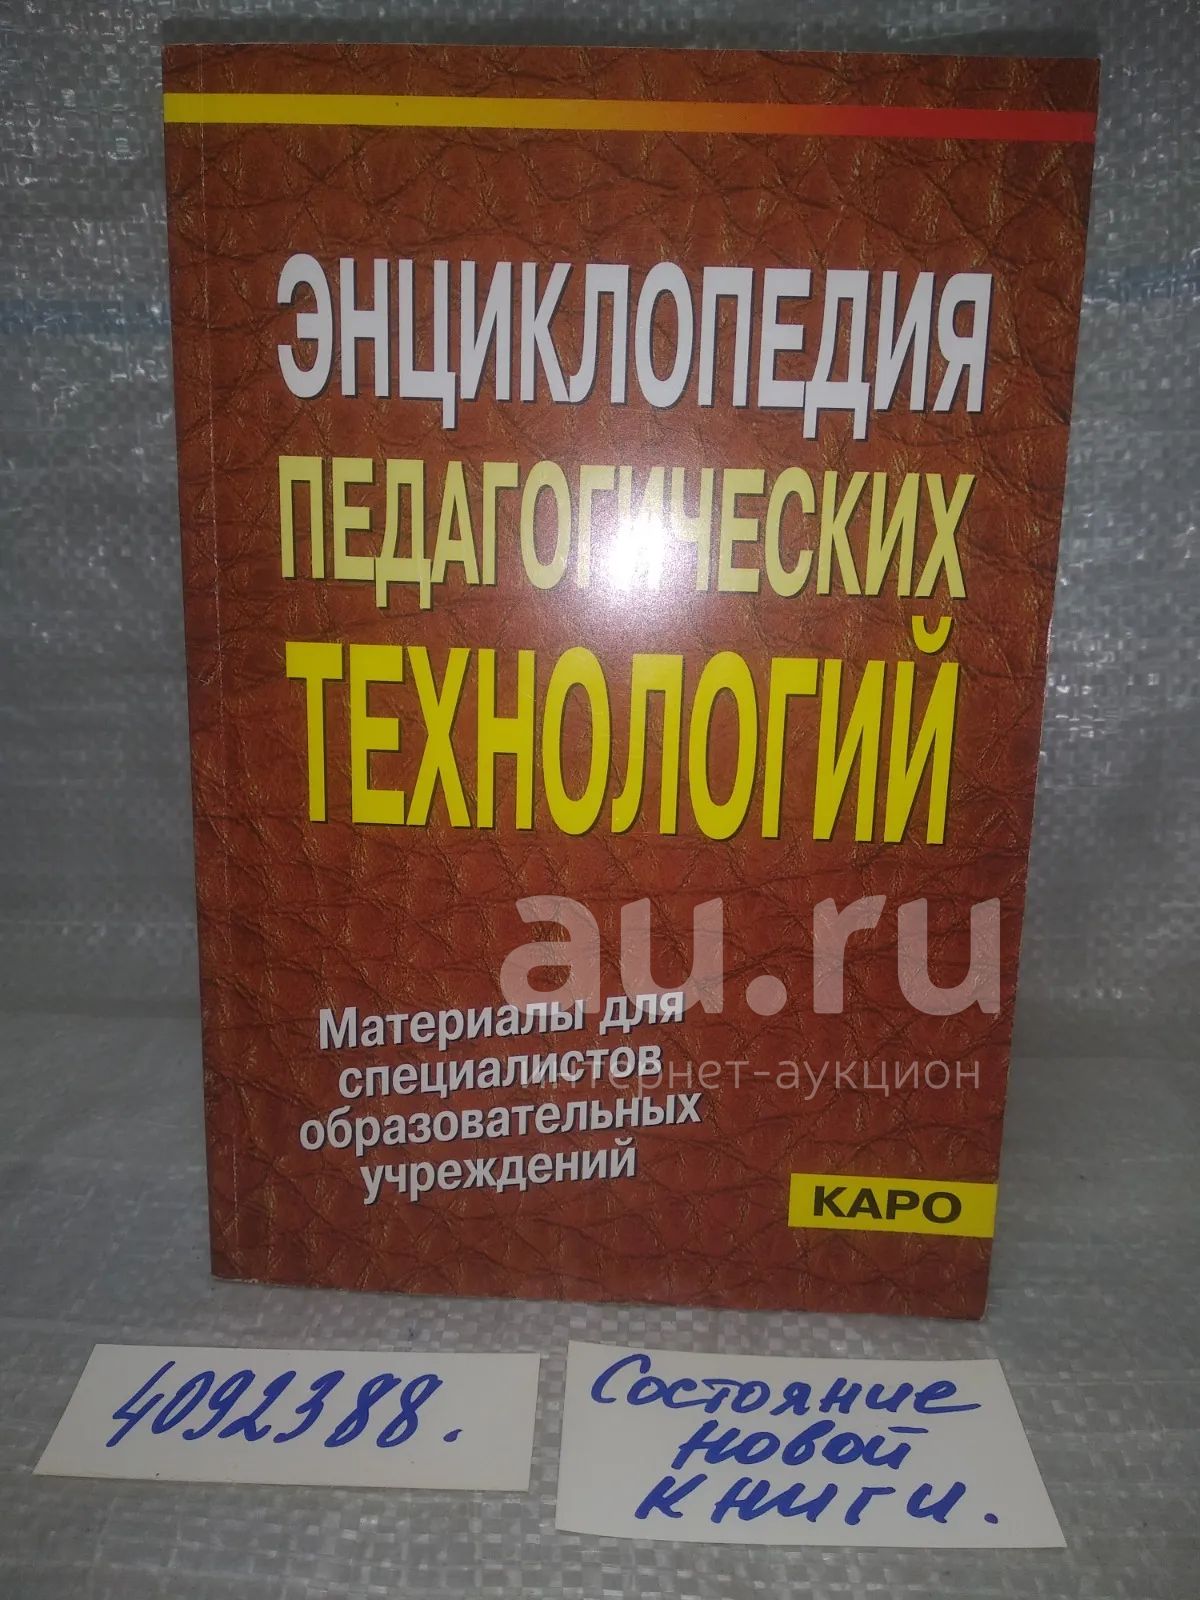 ЭНЦИКЛОПЕДИЯ
ПЕДАГОГИЧЕСКИХ
ТЕХНОЛОГИЙ
au.ru
интернет-аукцион
Материалы для
специалистов
образовательных
учреждений
КАРО
4092388.
Состояние
новой
книги.